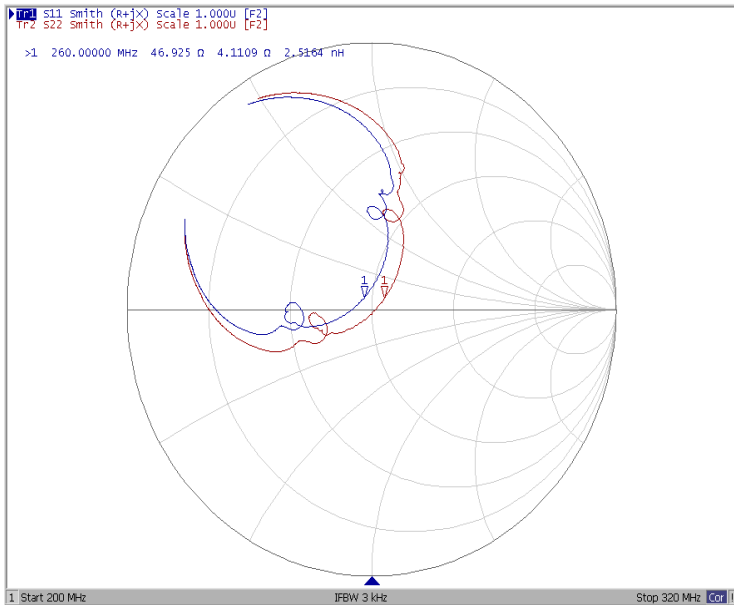 Tr1 S11 Smith (R+jX) Scale 1.000U [F2]
Tr2 S22 Smith (R+jX) Scale 1.000U [F2]
>1 260.00000 MHz 46.925 Ω 4.1109 Ω 2.5164 nH
1 1
1 Start 200 MHz IFBW 3 kHz Stop 320 MHz Cor !